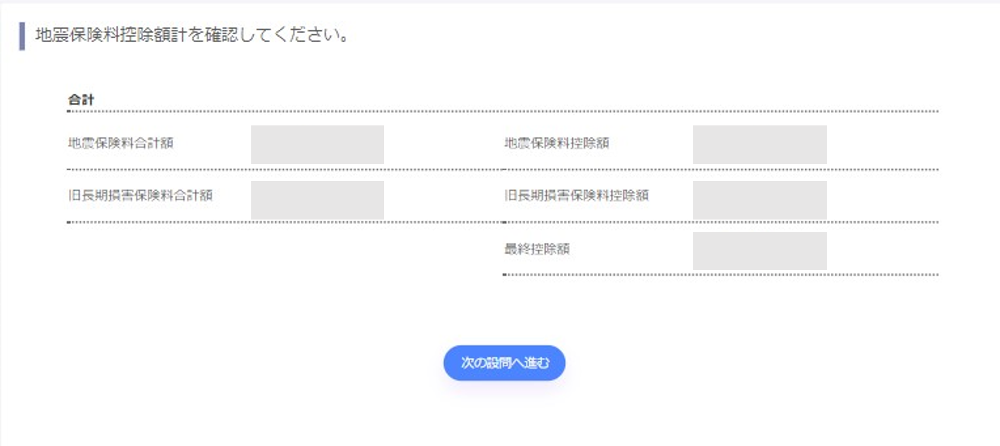 地震保険料控除額計を確認してください。
合計
地震保険料合計額
地震保険料控除額
旧長期損害保険料合計額
旧長期損害保険料控除額
最終控除額
次の設問へ進む